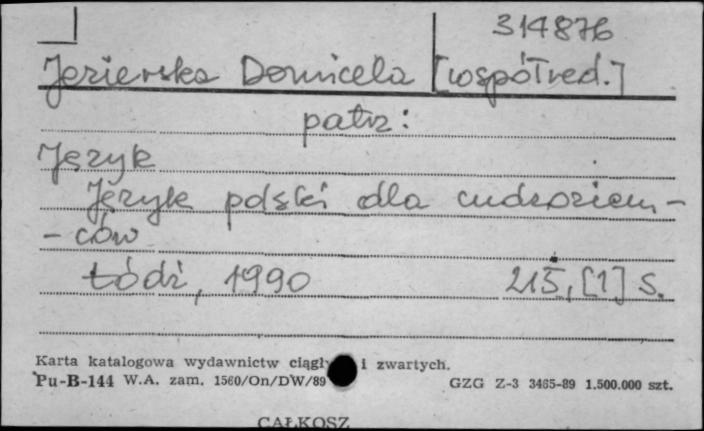 314876
Jezierska Domicela [współred.]
patrz:
Język
Język polski dla cudzoziem-
-ców
Łódź, 1990 215, [1] s.
Karta katalogowa wydawnictw ciągły i zwartych.
Pu-B-144 W.A. zam. 1560/On/DW/89 GZG Z-3 3465-89 1.500.000 szt.
CAŁKOSZ